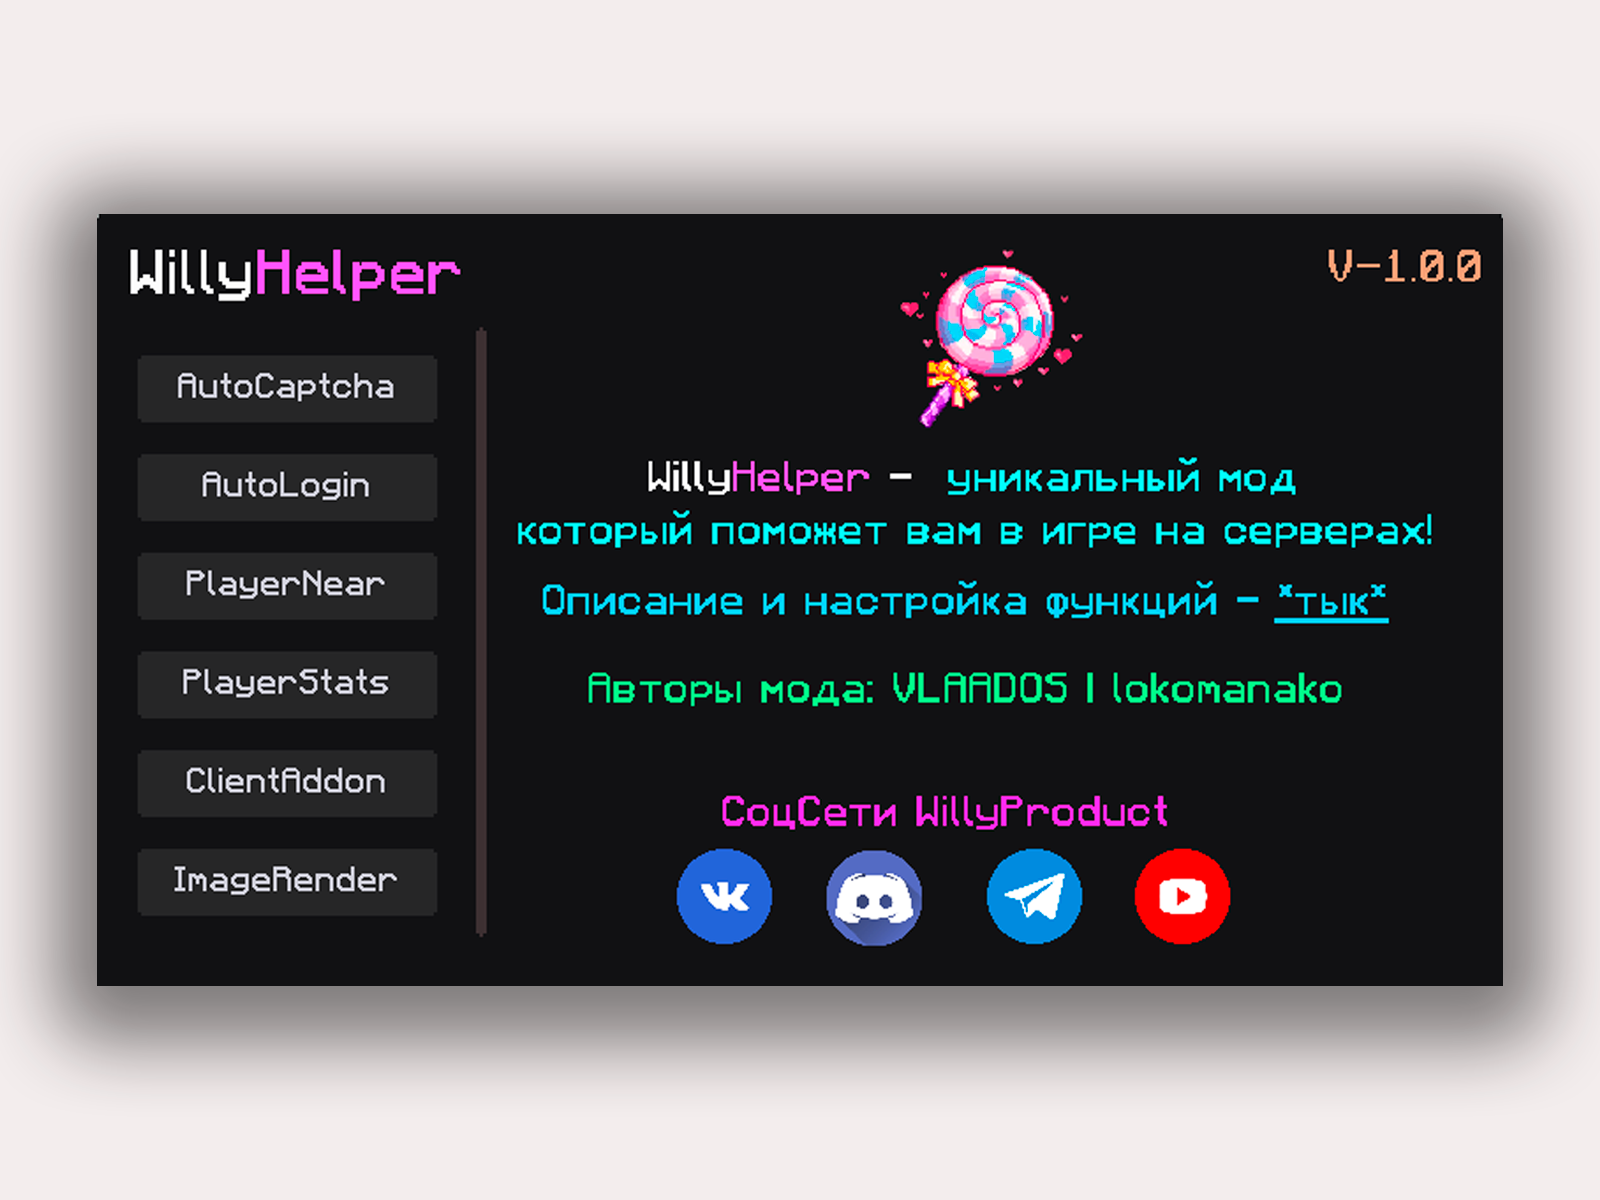 WillyHelper
V-1.0.0
AutoCaptcha
AutoLogin
PlayerNear
PlayerStats
ClientAddon
ImageRender
WillyHelper - уникальный мод
который поможет вам в игре на серверах!
Описание и настройка функций - *тык*
Авторы мода: VLAADOS | lokomanako
СоцСети WillyProduct